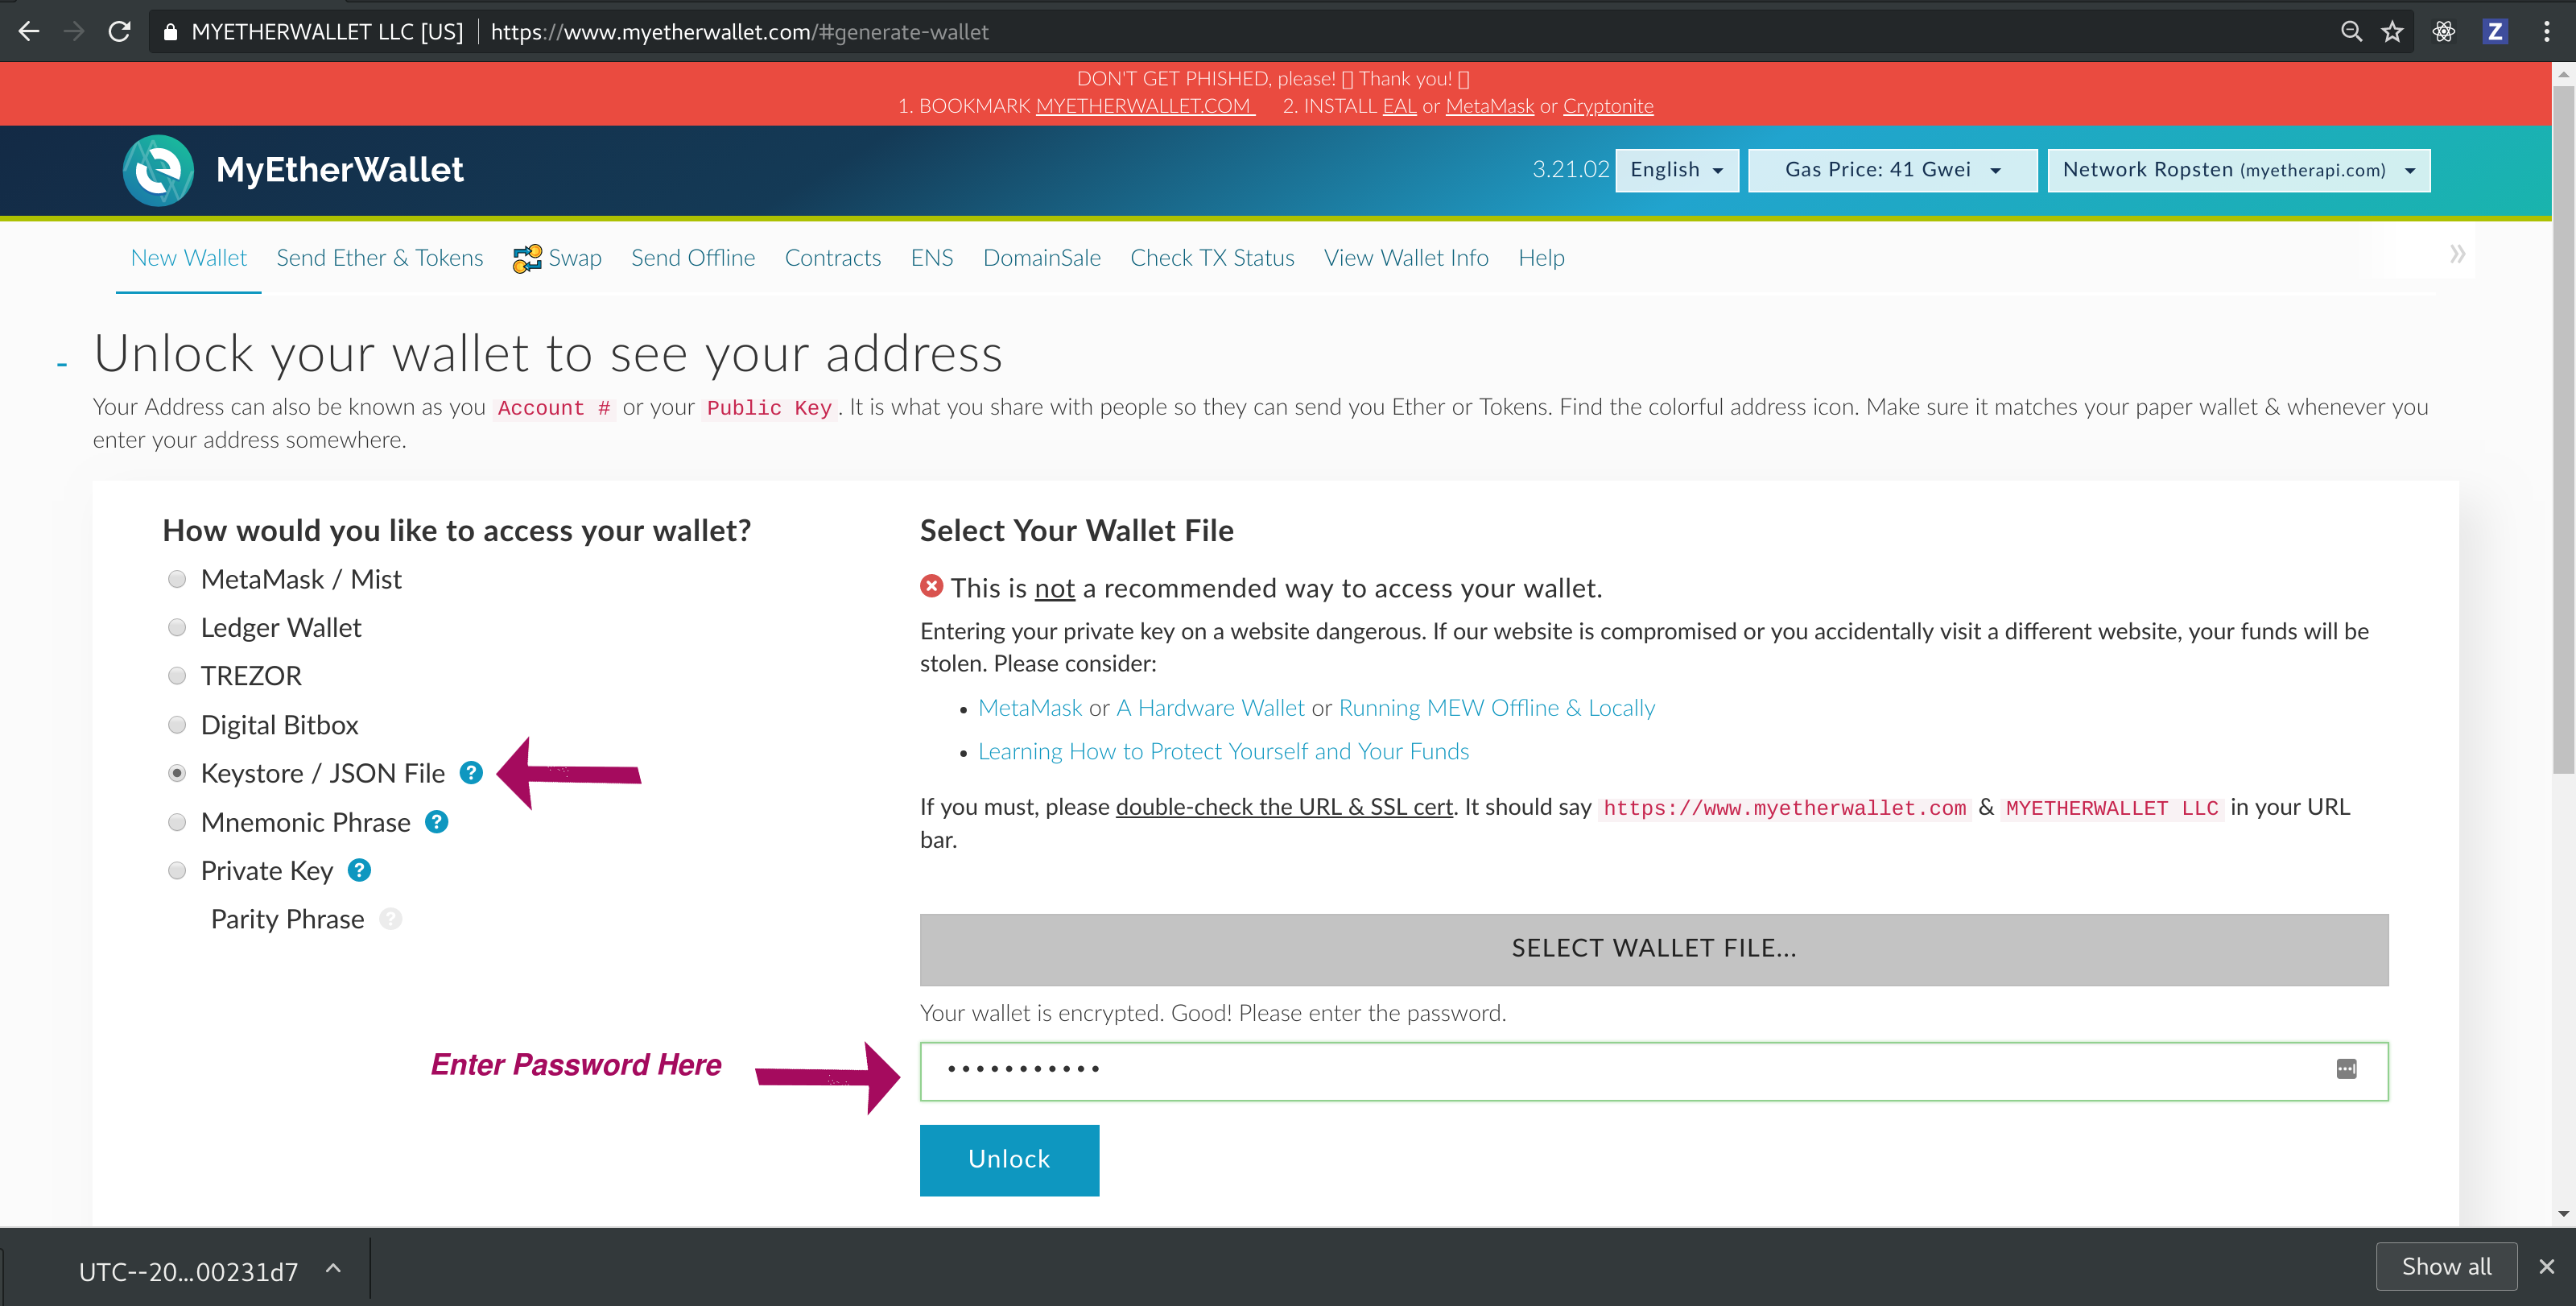 MYETHERWALLET LLC [US] https://www.myetherwallet.com/#generate-wallet
Z
DON'T GET PHISHED, please! Thank you!
1. BOOKMARK MYETHERWALLET.COM 2. INSTALL EAL or MetaMask or Cryptonite
MyEtherWallet
3.21.02 English Gas Price: 41 Gwei Network Ropsten (myetherapi.com)
New Wallet Send Ether & Tokens Swap Send Offline Contracts ENS DomainSale Check TX Status View Wallet Info Help »
- Unlock your wallet to see your address
Your Address can also be known as you Account # or your Public Key. It is what you share with people so they can send you Ether or Tokens. Find the colorful address icon. Make sure it matches your paper wallet & whenever you
enter your address somewhere.
How would you like to access your wallet?
MetaMask / Mist
Ledger Wallet
TREZOR
Digital Bitbox
Keystore / JSON File ?
Mnemonic Phrase ?
Private Key ?
Parity Phrase ?
Select Your Wallet File
This is not a recommended way to access your wallet.
Entering your private key on a website dangerous. If our website is compromised or you accidentally visit a different website, your funds will be
stolen. Please consider:
• MetaMask or A Hardware Wallet or Running MEW Offline & Locally
• Learning How to Protect Yourself and Your Funds
If you must, please double-check the URL & SSL cert. It should say https://www.myetherwallet.com & MYETHERWALLET LLC in your URL
bar.
SELECT WALLET FILE...
Your wallet is encrypted. Good! Please enter the password.
Enter Password Here
•••••••••••
Unlock
UTC--20...00231d7
Show all